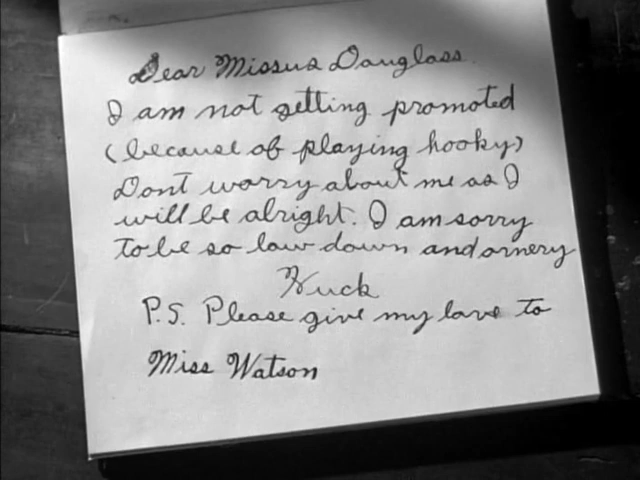 Dear Missus Douglass.
I am not getting promoted
(because of playing hooky)
Dont worry about me as I
will be alright. I am sorry
to be so low down and ornery
Huck
P.S. Please give my love to
Miss Watson